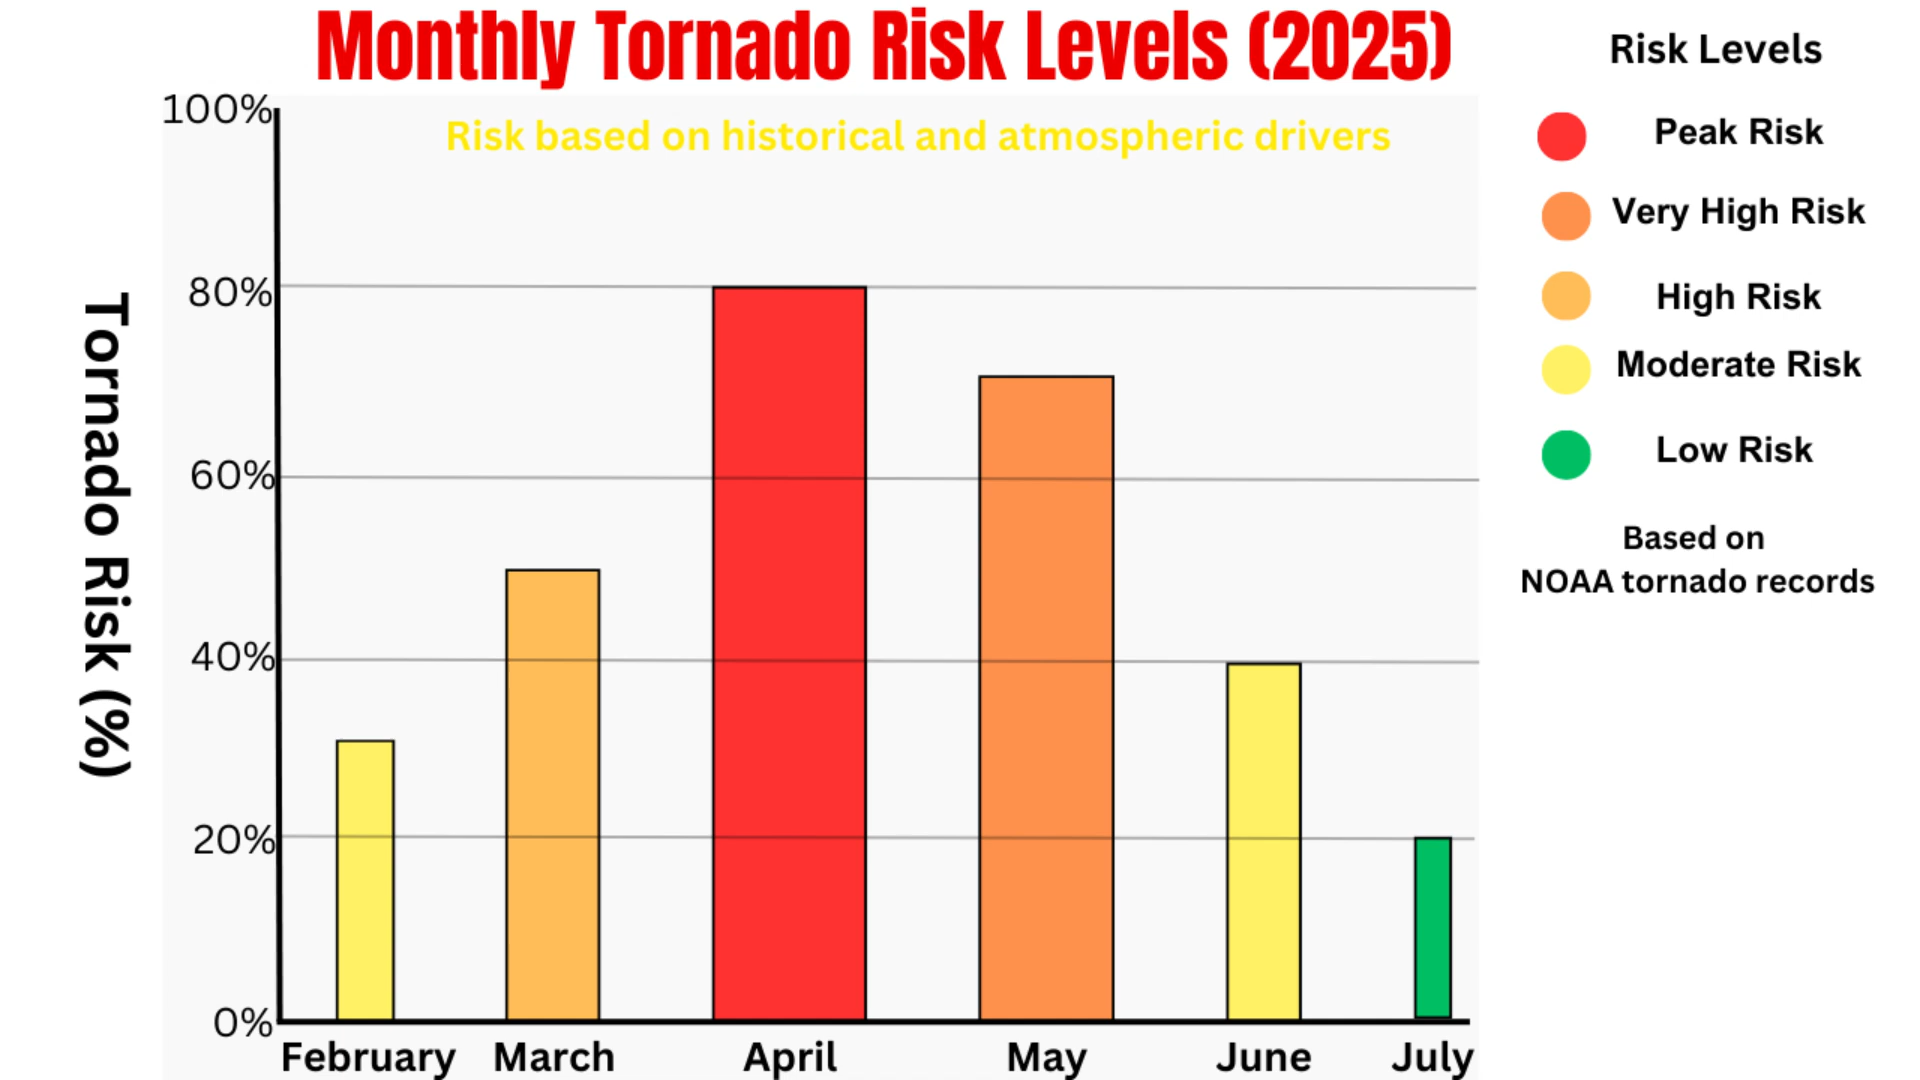 Monthly Tornado Risk Levels (2025)
Risk based on historical and atmospheric drivers
Tornado Risk (%)
100%
80%
60%
40%
20%
0%
February
March
April
May
June
July
Risk Levels
Peak Risk
Very High Risk
High Risk
Moderate Risk
Low Risk
Based on
NOAA tornado records